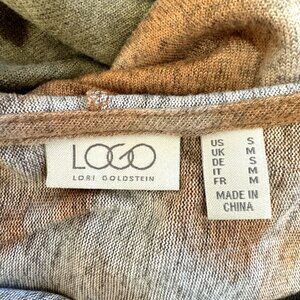 LOGO
LORI GOLDSTEIN
US S
UK M
DE S
IT M
FR M
MADE IN
CHINA